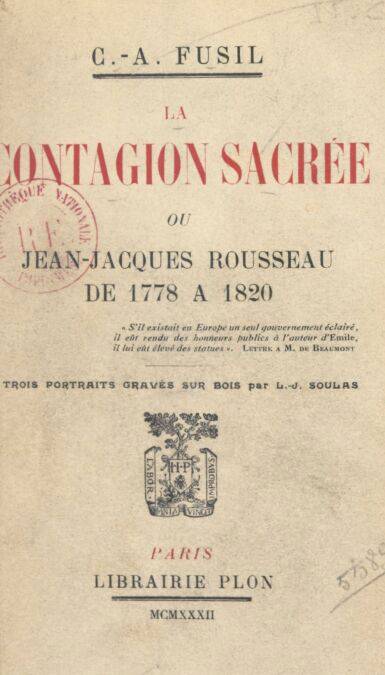 C.-A. FUSIL
LA
CONTAGION SACRÉE
OU
JEAN-JACQUES ROUSSEAU
DE 1778 A 1820
« S'il existait en Europe un seul gouvernement éclairé,
il eût rendu des honneurs publics à l'auteur d'Emile,
il lui eût élevé des statues ». LETTRE A M. DE BEAUMONT
TROIS PORTRAITS GRAVÉS SUR BOIS par L.-J. SOULAS
NATIONALE
R.F.
LABOR
H·P
PARIS
LIBRAIRIE PLON
MCMXXXII